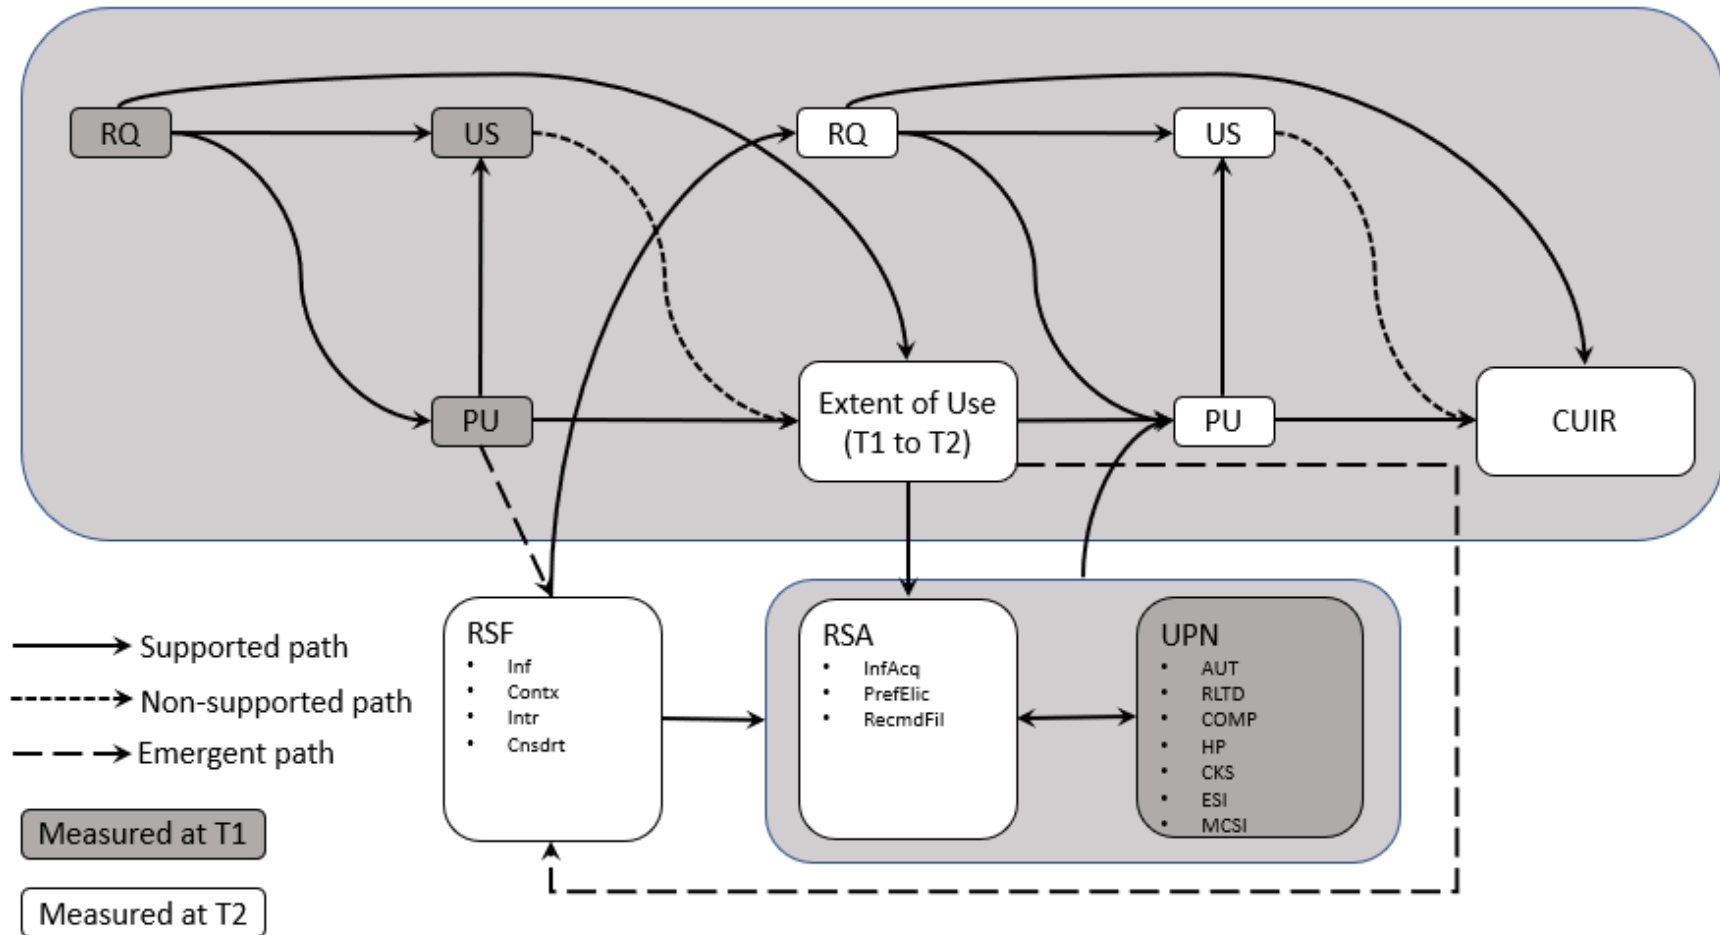 RQ
US
RQ
US
PU
Extent of Use
(T1 to T2)
PU
CUIR
RSF
• Inf
• Contx
• Intr
• Cnsdrt
RSA
• InfAcq
• PrefElic
• RecmdFil
UPN
• AUT
• RLTD
• COMP
• HP
• CKS
• ESI
• MCSI
Supported path
Non-supported path
Emergent path
Measured at T1
Measured at T2